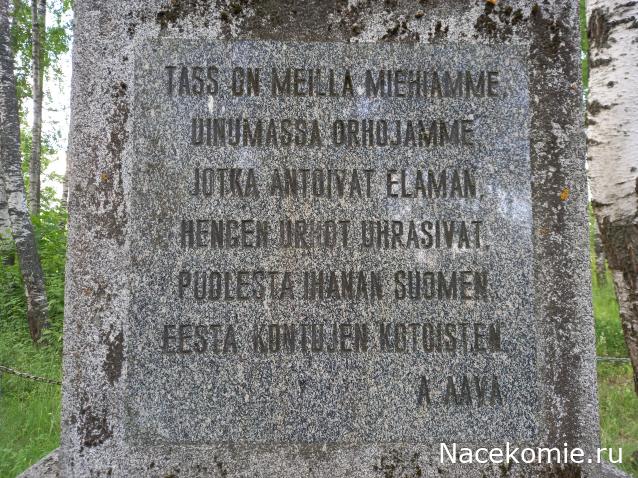 TÄSS' ON MEILLÄ MIEHIÄMME,
UINUMASSA ORHOJAMME
JOTKA ANTOIVAT ELÄMÄN,
HENGEN URHOT UHRASIVAT,
PUOLESTA IHANAN SUOMEN
EESTÄ KONTUJEN KOTOISTEN.
A. AAVA
Nacekomie.ru